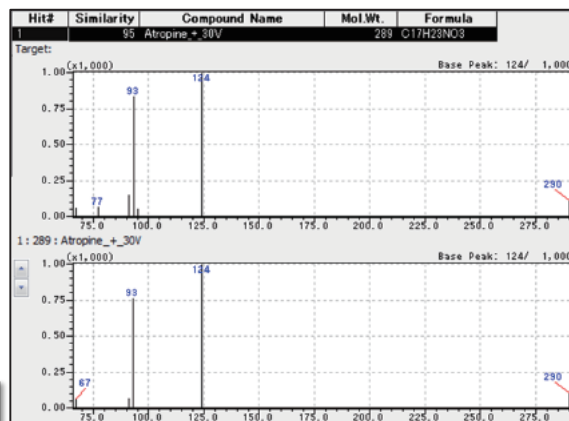 Hit# Similarity Compound Name Mol.Wt. Formula
1 95 Atropine_+_30V 289 C17H23NO3
Target:
(x1,000) Base Peak: 124/ 1,000
1.00
124
93
0.75
0.50
0.25
77
290
0.00
75.0 100.0 125.0 150.0 175.0 200.0 225.0 250.0 275.0
1 : 289 : Atropine_+_30V
(x1,000) Base Peak: 124/ 1,000
1.00
124
93
0.75
0.50
0.25
67
290
0.00
75.0 100.0 125.0 150.0 175.0 200.0 225.0 250.0 275.0